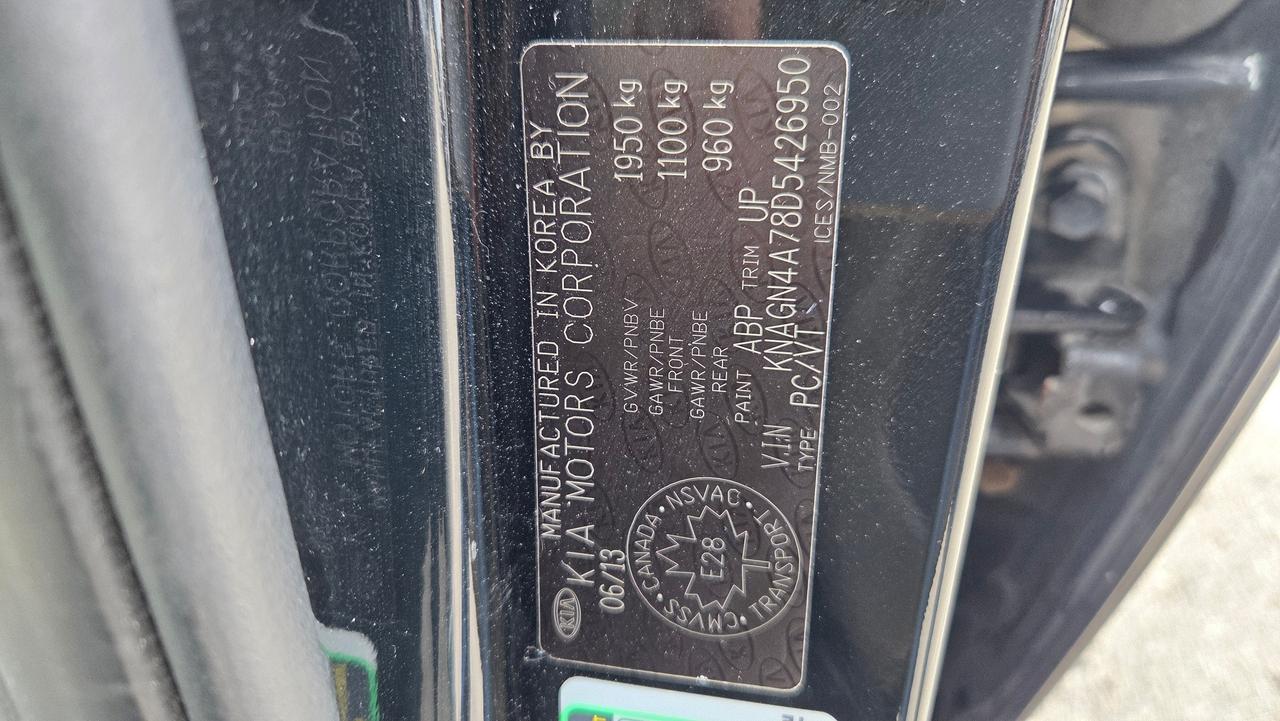 MANUFACTURED IN KOREA BY
KIA KIA MOTORS CORPORATION
06/13
GVWR/PNBV 1950 kg
GAWR/PNBE FRONT 1100 kg
GAWR/PNBE REAR 960 kg
PAINT ABP TRIM UP
V.I.N KNAGN4A78D5426950
TYPE PC/VT ICES/NMB-002
CANADA • NSVAC • TRANSPORT • CMVSS •
E28